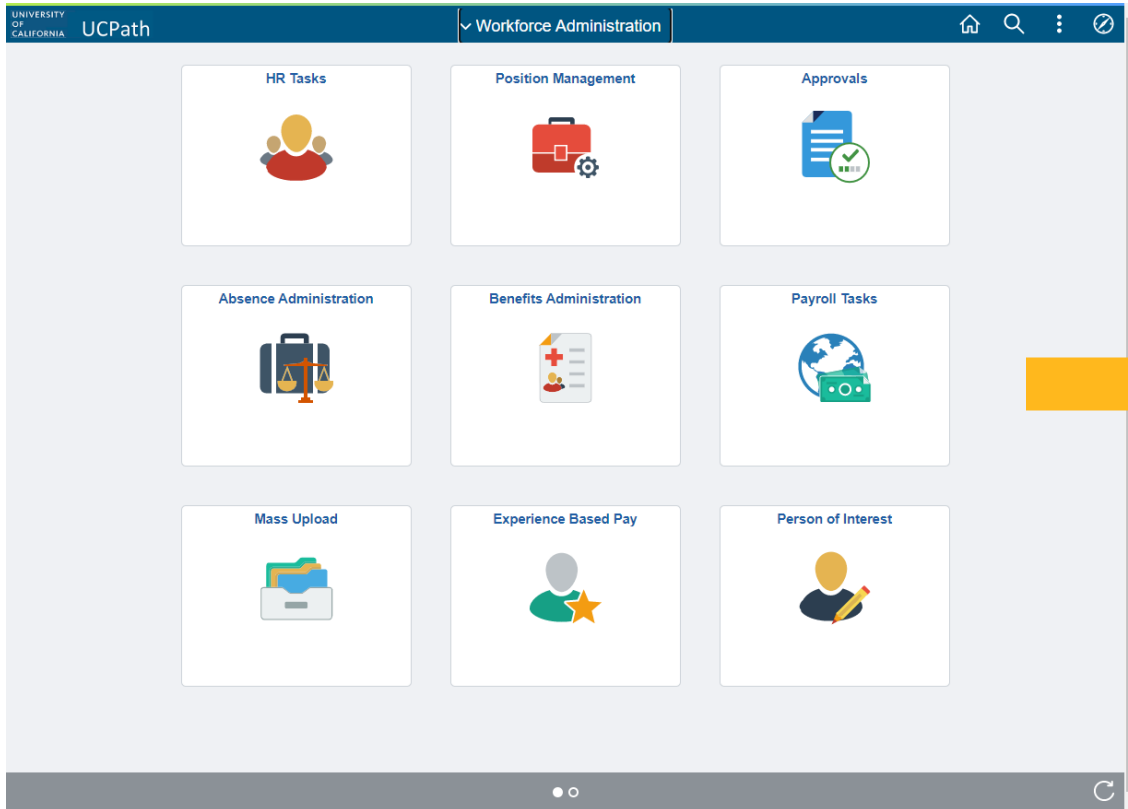 UNIVERSITY
OF
CALIFORNIA
UCPath
Workforce Administration
HR Tasks
Position Management
Approvals
Absence Administration
Benefits Administration
Payroll Tasks
Mass Upload
Experience Based Pay
Person of Interest